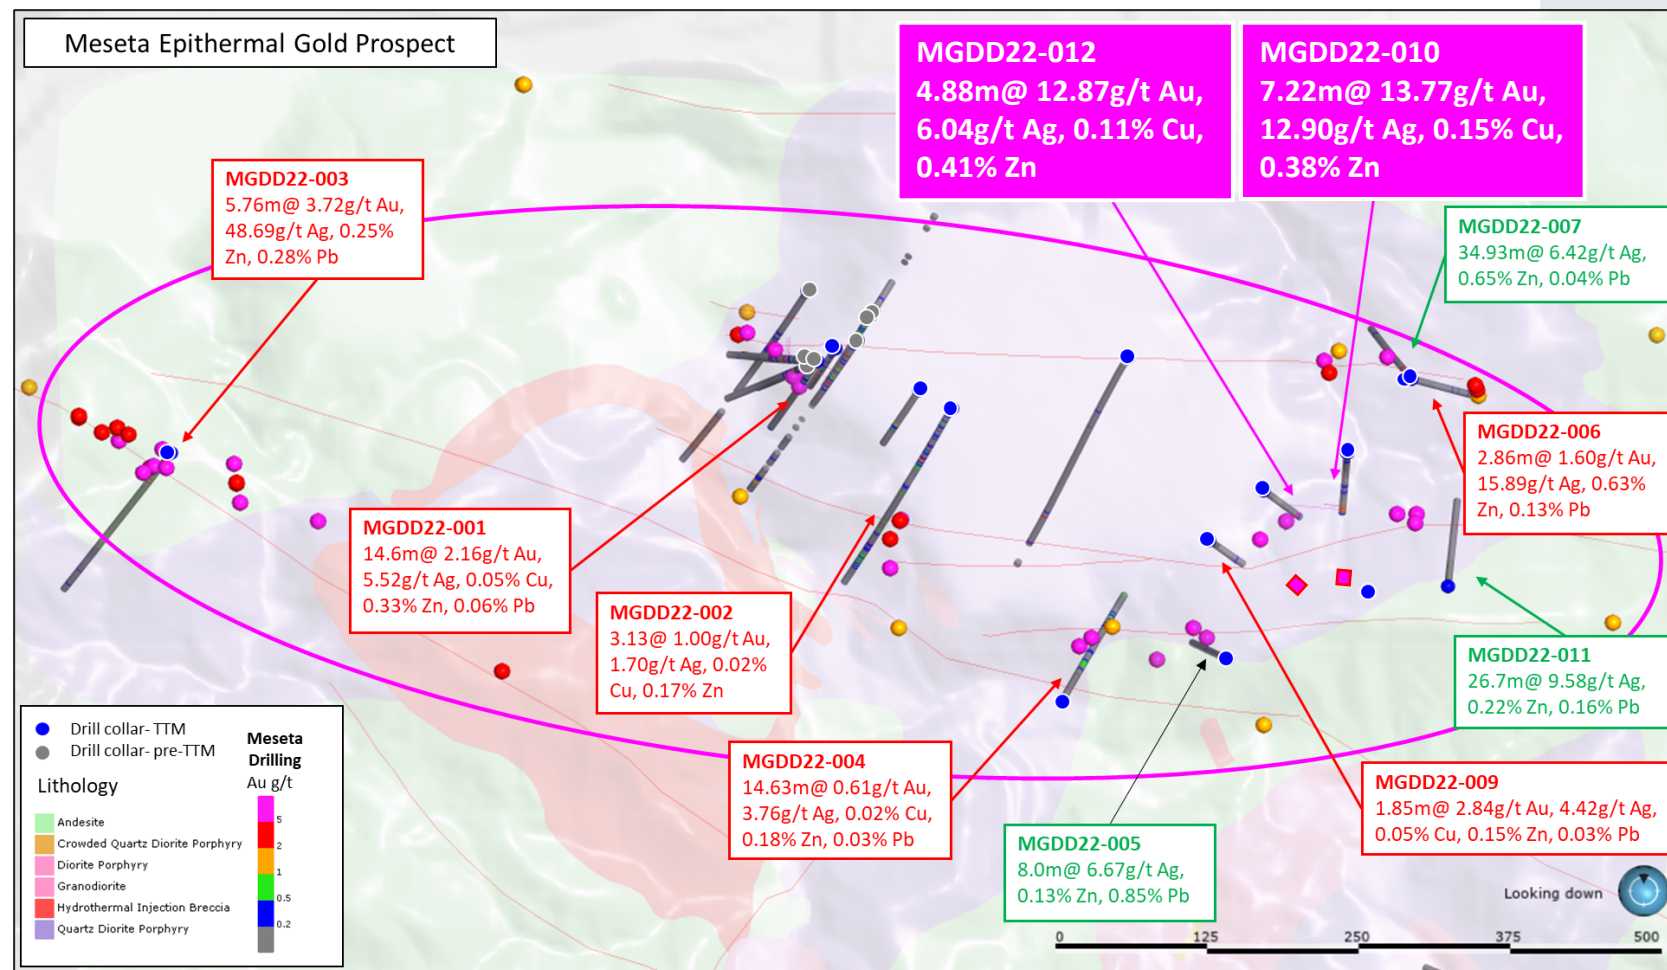 Meseta Epithermal Gold Prospect
MGDD22-012
4.88m@ 12.87g/t Au,
6.04g/t Ag, 0.11% Cu,
0.41% Zn
MGDD22-010
7.22m@ 13.77g/t Au,
12.90g/t Ag, 0.15% Cu,
0.38% Zn
MGDD22-003
5.76m@ 3.72g/t Au,
48.69g/t Ag, 0.25%
Zn, 0.28% Pb
MGDD22-007
34.93m@ 6.42g/t Ag,
0.65% Zn, 0.04% Pb
MGDD22-006
2.86m@ 1.60g/t Au,
15.89g/t Ag, 0.63%
Zn, 0.13% Pb
MGDD22-001
14.6m@ 2.16g/t Au,
5.52g/t Ag, 0.05% Cu,
0.33% Zn, 0.06% Pb
MGDD22-002
3.13@ 1.00g/t Au,
1.70g/t Ag, 0.02%
Cu, 0.17% Zn
MGDD22-011
26.7m@ 9.58g/t Ag,
0.22% Zn, 0.16% Pb
MGDD22-004
14.63m@ 0.61g/t Au,
3.76g/t Ag, 0.02% Cu,
0.18% Zn, 0.03% Pb
MGDD22-009
1.85m@ 2.84g/t Au, 4.42g/t Ag,
0.05% Cu, 0.15% Zn, 0.03% Pb
MGDD22-005
8.0m@ 6.67g/t Ag,
0.13% Zn, 0.85% Pb
Drill collar- TTM
Drill collar- pre-TTM
Lithology
Andesite
Crowded Quartz Diorite Porphyry
Diorite Porphyry
Granodiorite
Hydrothermal Injection Breccia
Quartz Diorite Porphyry
Meseta
Drilling
Au g/t
5
2
1
0.5
0.2
Looking down
0 125 250 375 500